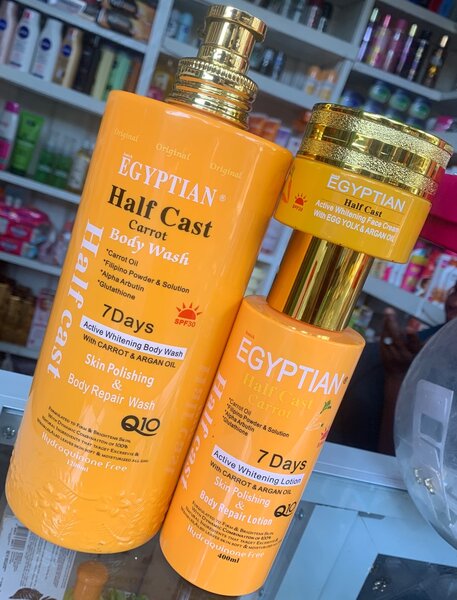 Original
Original
Original
EGYPTIAN®
Half Cast
Carrot
Body Wash
*Carrot Oil
*Filipino Powder & Solution
*Alpha Arbutin
*Glutathione
7Days
SPF30
Active Whitening Body Wash
With CARROT & ARGAN OIL
Skin Polishing
&
Body Repair Wash
Q10
Hydroquinone Free
1200ml
Half cast
EGYPTIAN
Half Cast
Active Whitening Face Cream
With EGG YOLK & ARGAN OIL
EGYPTIAN®
Half Cast
Carrot
*Carrot Oil
*Filipino Powder & Solution
*Alpha Arbutin
*Glutathione
7Days
Active Whitening Lotion
With CARROT & ARGAN OIL
Skin Polishing
&
Body Repair Lotion
Q10
Hydroquinone Free
400ml
Half cast
NIVEA